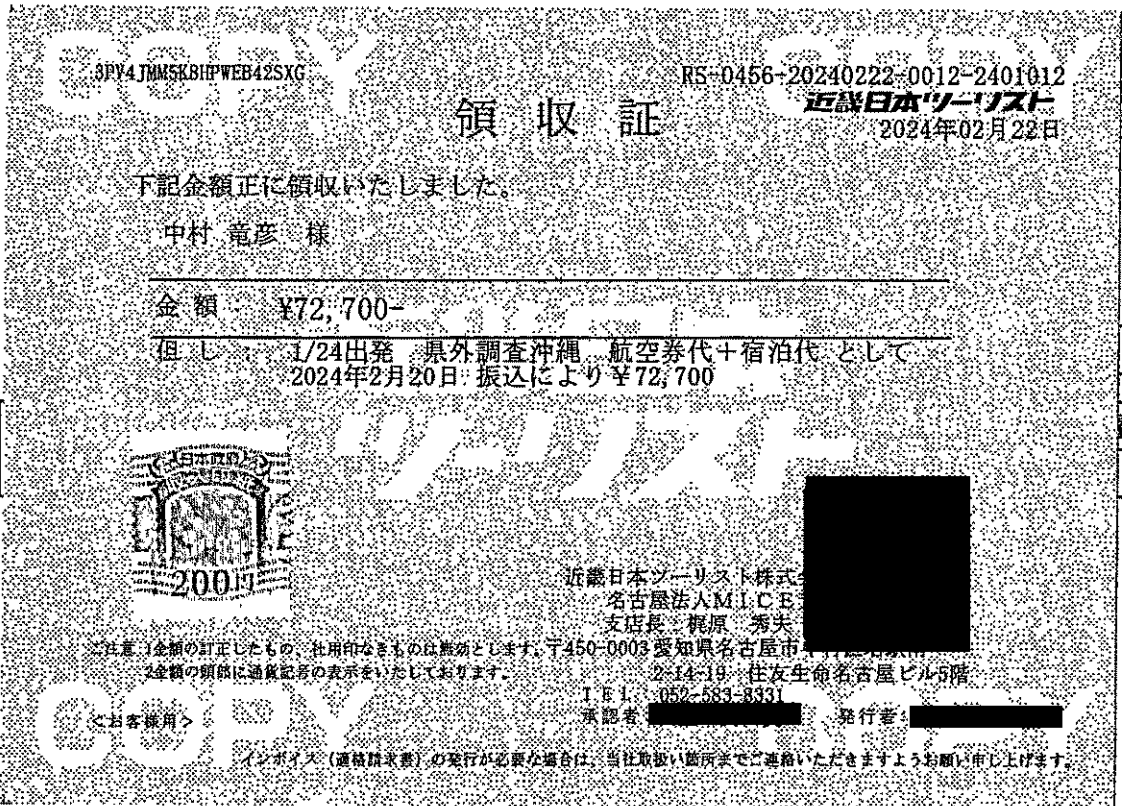 COPY COPY
3PY4JMM5KBHPWEB42SXG
RS-0456-20240222-0012-2401012
近畿日本ツーリスト
領収証
2024年02月22日
下記金額正に領収いたしました。
中村 竜彦 様
金額 ¥72,700-
但し 1/24出発 県外調査沖縄 航空券代+宿泊代 として
2024年2月20日 振込により¥72,700
ツーリスト
日本政府
200円
近畿日本ツーリスト株式会
名古屋法人MICE
支店長 梶原 秀夫
ご注意 1金額の訂正したもの、社用印なきものは無効とします。
〒450-0003 愛知県名古屋市
2金額の頭部に通貨記号の表示をいたしております。
2-14-19 住友生命名古屋ビル5階
TEL 052-583-8331
<お客様用>
承認者 発行者:
COPY COPY
インボイス(適格請求書)の発行が必要な場合は、当社取扱い箇所までご連絡いただきますようお願い申し上げます。